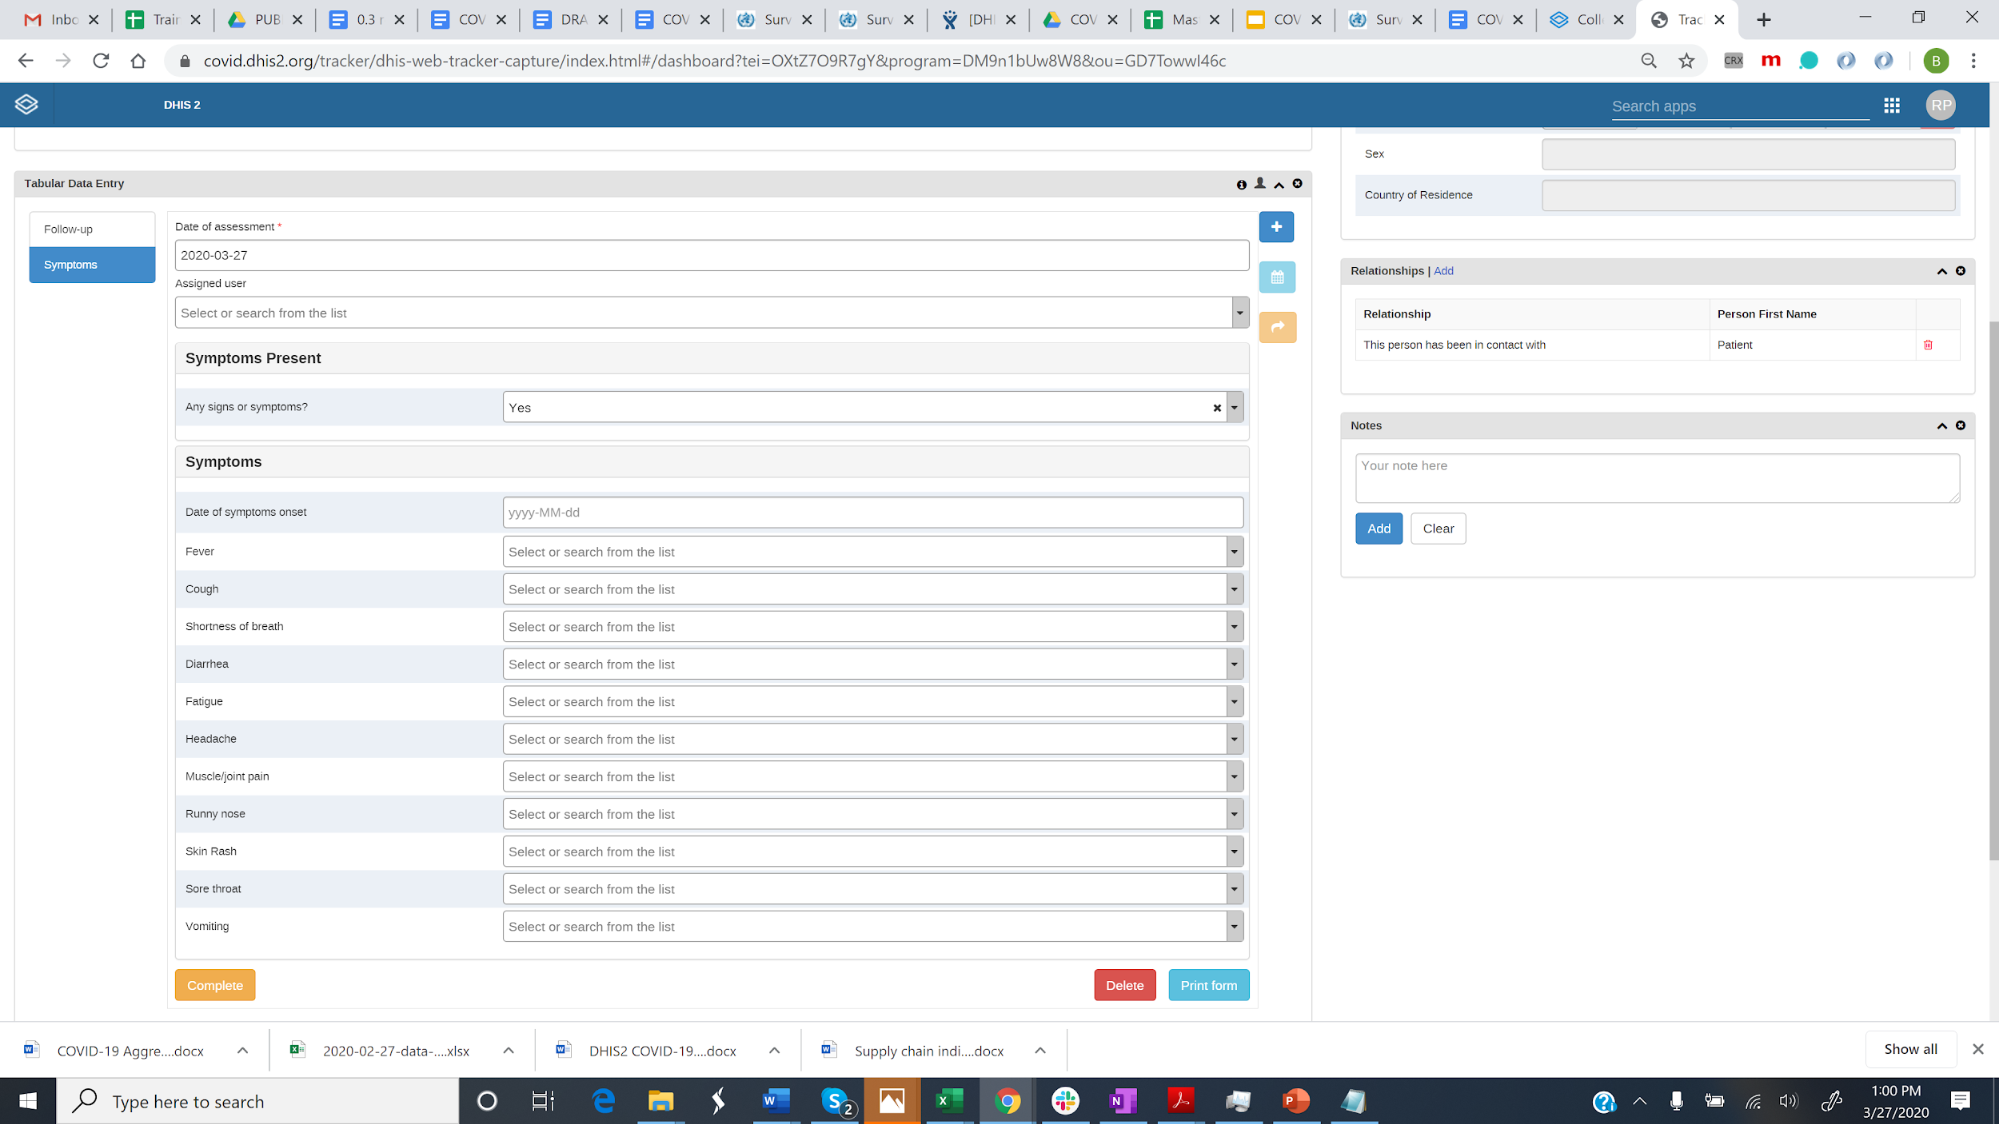 Inbo
Trair
PUB
0.3 r
COV
DRA
COV
Surv
Surv
[DHI
COV
Mas
COV
Surv
COV
Coll
Trac
covid.dhis2.org/tracker/dhis-web-tracker-capture/index.html#/dashboard?tei=OXtZ7O9R7gY&program=DM9n1bUw8W8&ou=GD7TowwI46c
CRX
m
B
DHIS 2
Search apps
RP
Tabular Data Entry
Follow-up
Symptoms
Date of assessment *
2020-03-27
Assigned user
Select or search from the list
Symptoms Present
Any signs or symptoms?
Yes
Symptoms
Date of symptoms onset
yyyy-MM-dd
Fever
Select or search from the list
Cough
Select or search from the list
Shortness of breath
Select or search from the list
Diarrhea
Select or search from the list
Fatigue
Select or search from the list
Headache
Select or search from the list
Muscle/joint pain
Select or search from the list
Runny nose
Select or search from the list
Skin Rash
Select or search from the list
Sore throat
Select or search from the list
Vomiting
Select or search from the list
Complete
Delete
Print form
Sex
Country of Residence
Relationships | Add
Relationship
Person First Name
This person has been in contact with
Patient
Notes
Your note here
Add
Clear
COVID-19 Aggre....docx
2020-02-27-data-....xlsx
DHIS2 COVID-19....docx
Supply chain indi....docx
Show all
Type here to search
2
1:00 PM
3/27/2020